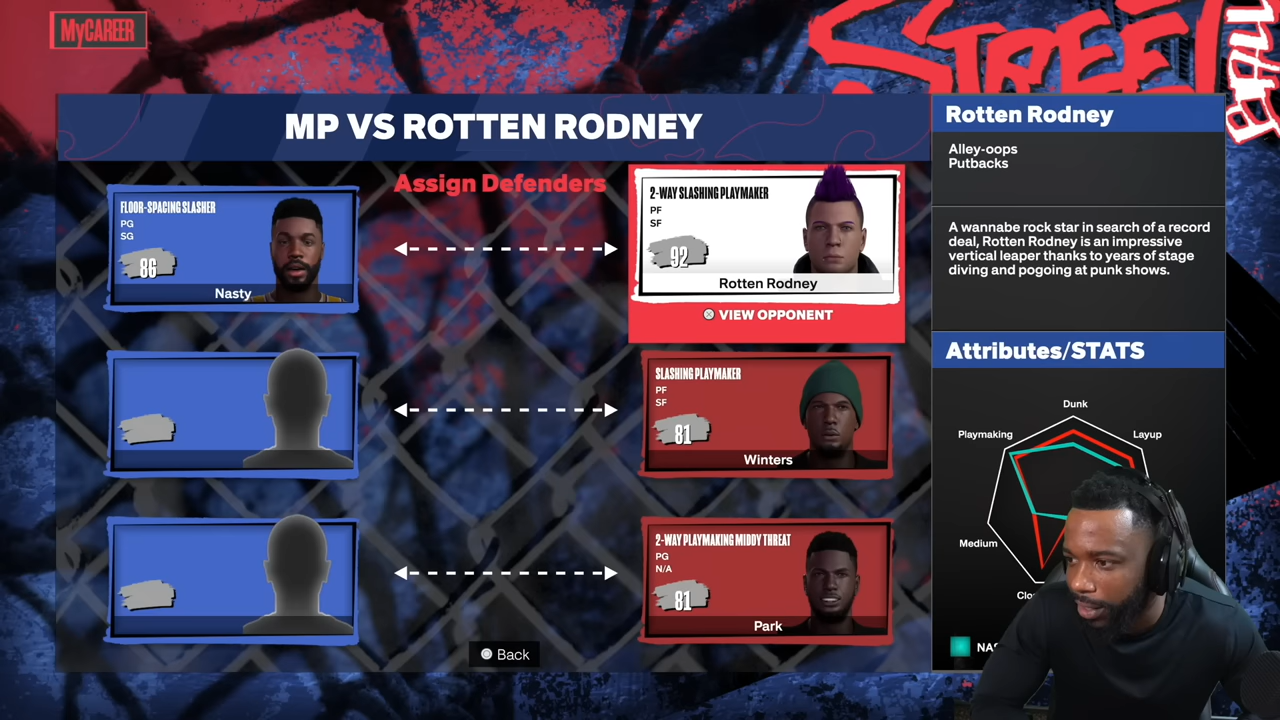 MyCAREER
STREET
MP VS ROTTEN RODNEY
Assign Defenders
FLOOR-SPACING SLASHER
PG
SG
86
Nasty
2-WAY SLASHING PLAYMAKER
PF
SF
92
Rotten Rodney
VIEW OPPONENT
SLASHING PLAYMAKER
PF
SF
81
Winters
2-WAY PLAYMAKING MIDDY THREAT
PG
N/A
81
Park
Back
Rotten Rodney
Alley-oops
Putbacks
A wannabe rock star in search of a record
deal, Rotten Rodney is an impressive
vertical leaper thanks to years of stage
diving and pogoing at punk shows.
Attributes/STATS
Dunk
Playmaking
Layup
Medium